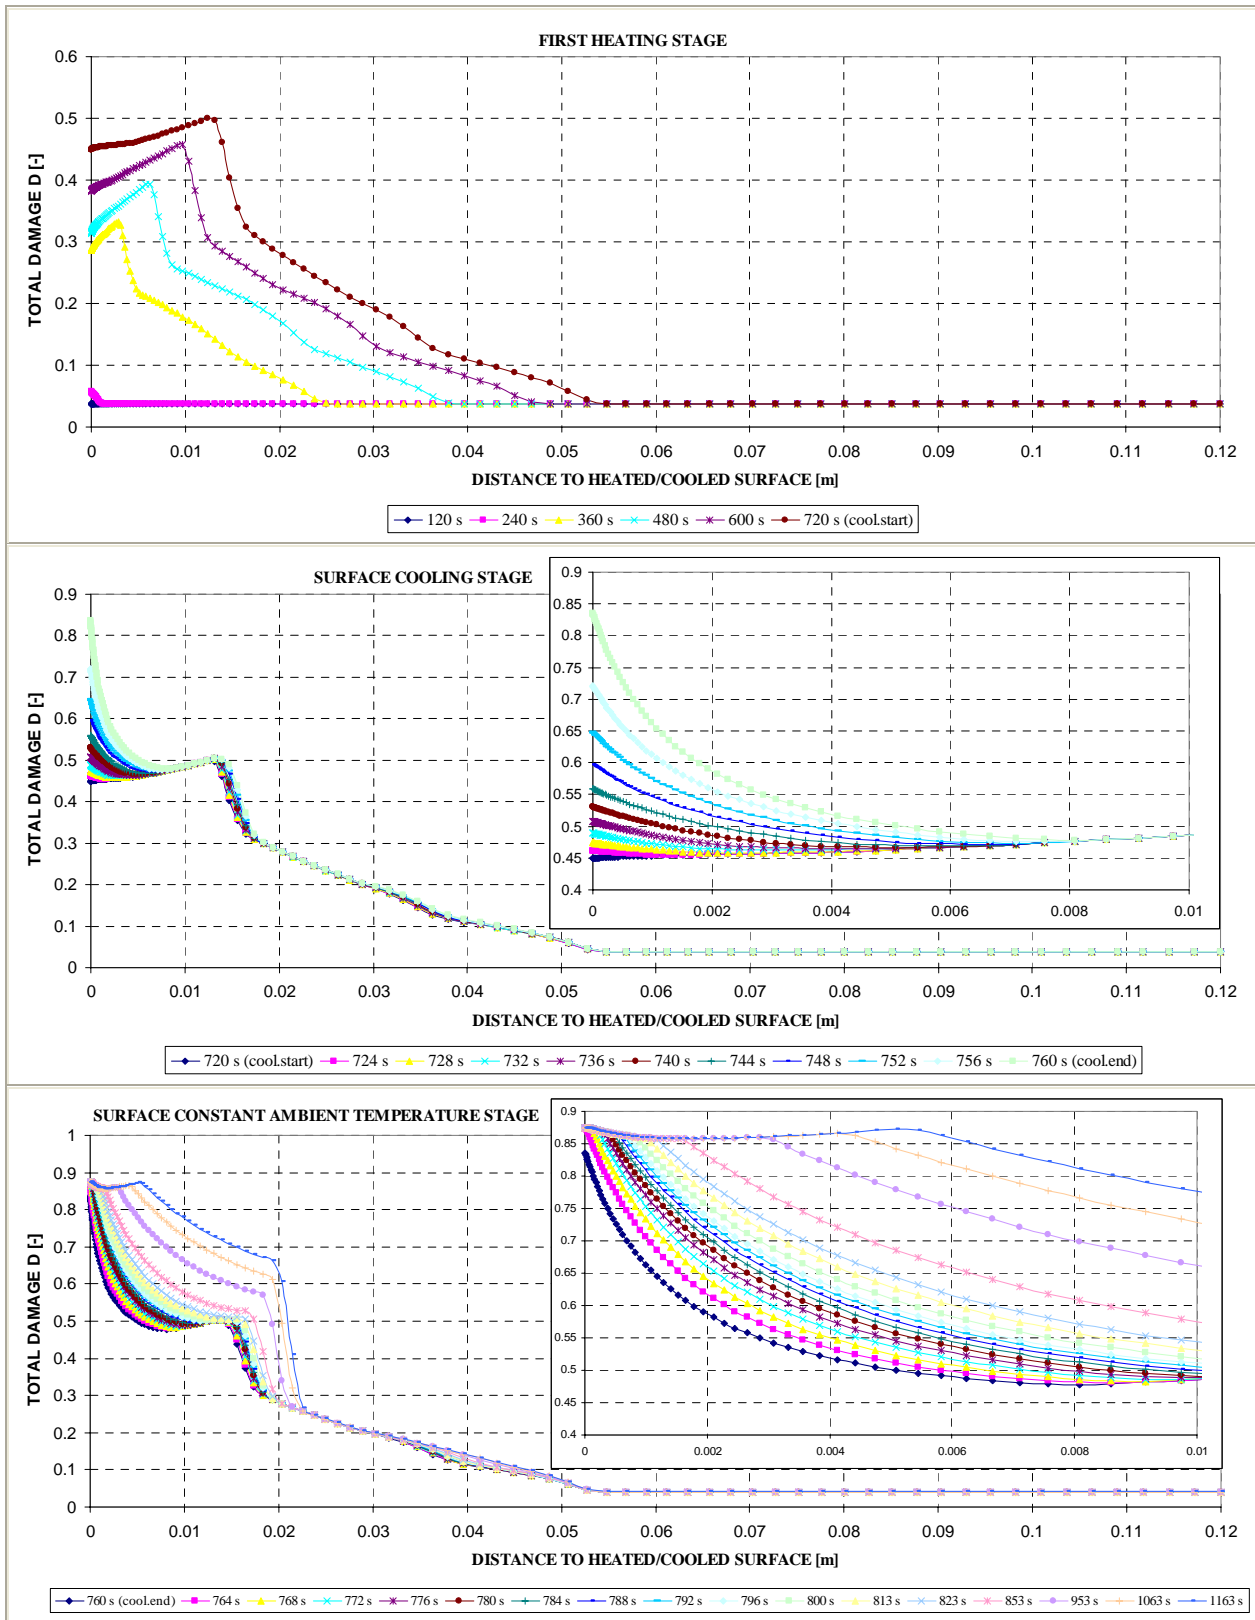 FIRST HEATING STAGE
0.6
0.5
0.4
0.3
0.2
0.1
0
TOTAL DAMAGE D [-]
0 0.01 0.02 0.03 0.04 0.05 0.06 0.07 0.08 0.09 0.1 0.11 0.12
DISTANCE TO HEATED/COOLED SURFACE [m]
120 s 240 s 360 s 480 s 600 s 720 s (cool.start)
SURFACE COOLING STAGE
0.9
0.8
0.7
0.6
0.5
0.4
0.3
0.2
0.1
0
TOTAL DAMAGE D [-]
0.9
0.85
0.8
0.75
0.7
0.65
0.6
0.55
0.5
0.45
0.4
0 0.002 0.004 0.006 0.008 0.01
0 0.01 0.02 0.03 0.04 0.05 0.06 0.07 0.08 0.09 0.1 0.11 0.12
DISTANCE TO HEATED/COOLED SURFACE [m]
720 s (cool.start) 724 s 728 s 732 s 736 s 740 s 744 s 748 s 752 s 756 s 760 s (cool.end)
SURFACE CONSTANT AMBIENT TEMPERATURE STAGE
1
0.9
0.8
0.7
0.6
0.5
0.4
0.3
0.2
0.1
0
TOTAL DAMAGE D [-]
0.9
0.85
0.8
0.75
0.7
0.65
0.6
0.55
0.5
0.45
0.4
0 0.002 0.004 0.006 0.008 0.01
0 0.01 0.02 0.03 0.04 0.05 0.06 0.07 0.08 0.09 0.1 0.11 0.12
DISTANCE TO HEATED/COOLED SURFACE [m]
760 s (cool.end) 764 s 768 s 772 s 776 s 780 s 784 s 788 s 792 s 796 s 800 s 813 s 823 s 853 s 953 s 1063 s 1163 s